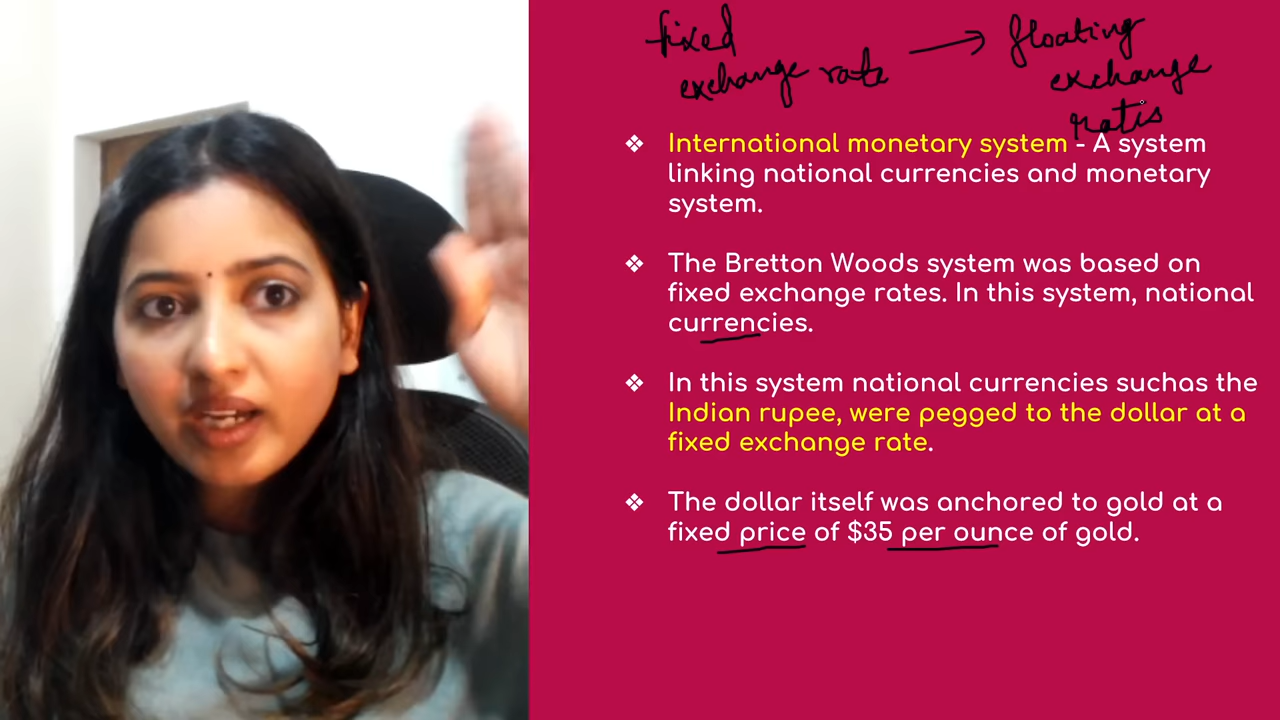 fixed
exchange rate → floating
exchange
ratis
❖ International monetary system - A system
linking national currencies and monetary
system.
❖ The Bretton Woods system was based on
fixed exchange rates. In this system, national
currencies.
❖ In this system national currencies suchas the
Indian rupee, were pegged to the dollar at a
fixed exchange rate.
❖ The dollar itself was anchored to gold at a
fixed price of $35 per ounce of gold.